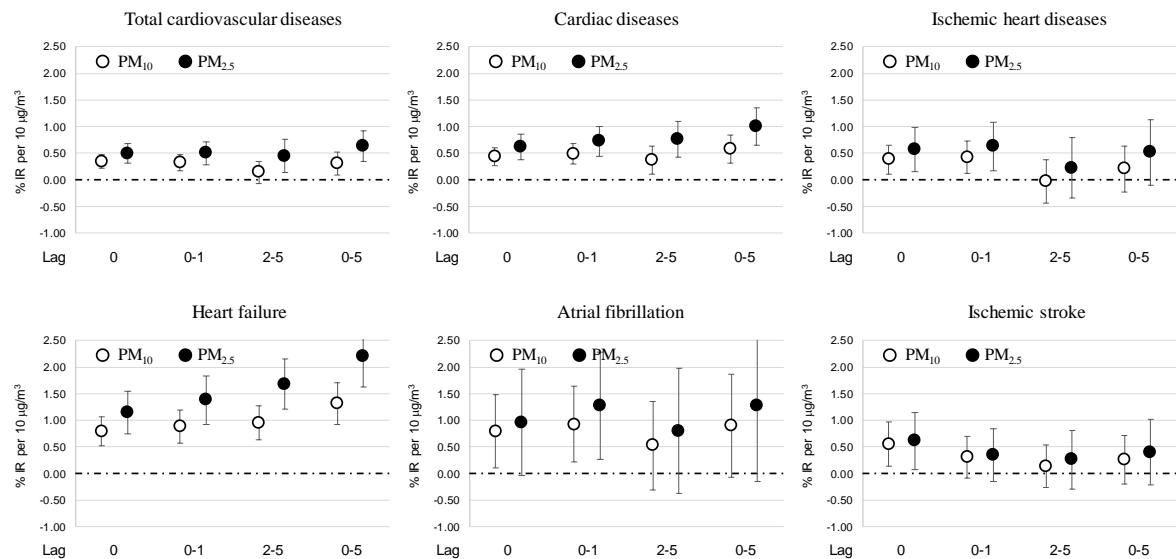 Total cardiovascular diseases
% IR per 10 µg/m³
2.50
2.00
1.50
1.00
0.50
0.00
-0.50
-1.00
PM₁₀ PM₂.₅
Lag 0 0-1 2-5 0-5
Cardiac diseases
% IR per 10 µg/m³
2.50
2.00
1.50
1.00
0.50
0.00
-0.50
-1.00
PM₁₀ PM₂.₅
Lag 0 0-1 2-5 0-5
Ischemic heart diseases
% IR per 10 µg/m³
2.50
2.00
1.50
1.00
0.50
0.00
-0.50
-1.00
PM₁₀ PM₂.₅
Lag 0 0-1 2-5 0-5
Heart failure
% IR per 10 µg/m³
2.50
2.00
1.50
1.00
0.50
0.00
-0.50
-1.00
PM₁₀ PM₂.₅
Lag 0 0-1 2-5 0-5
Atrial fibrillation
% IR per 10 µg/m³
2.50
2.00
1.50
1.00
0.50
0.00
-0.50
-1.00
PM₁₀ PM₂.₅
Lag 0 0-1 2-5 0-5
Ischemic stroke
% IR per 10 µg/m³
2.50
2.00
1.50
1.00
0.50
0.00
-0.50
-1.00
PM₁₀ PM₂.₅
Lag 0 0-1 2-5 0-5